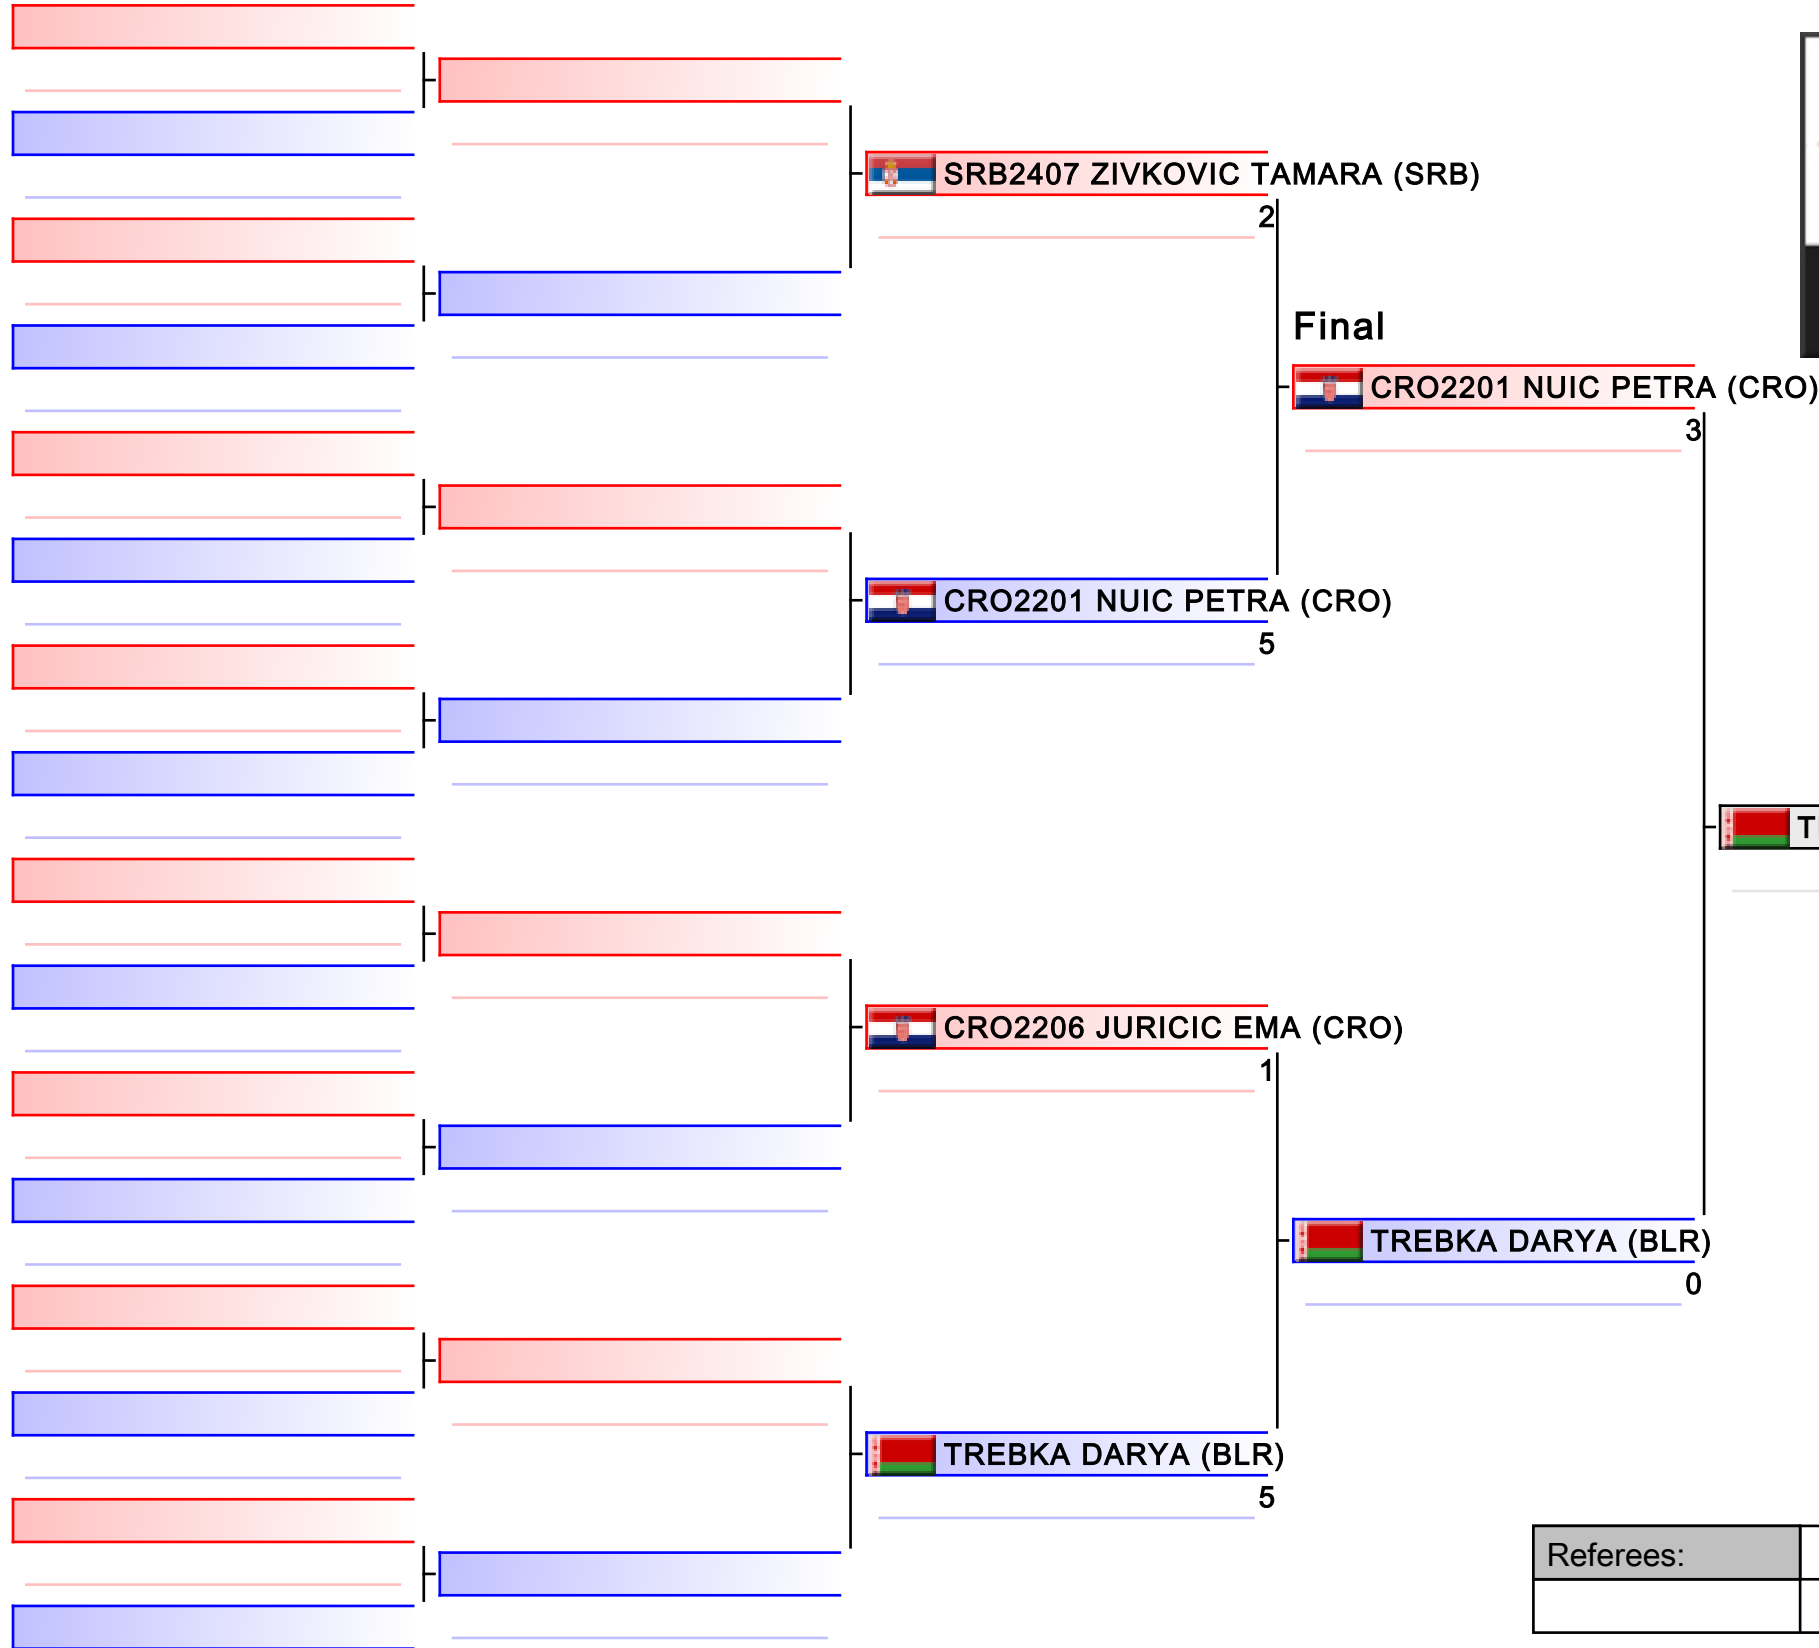 SRB2407 ZIVKOVIC TAMARA (SRB)
2
Final
CRO2201 NUIC PETRA (CRO)
3
CRO2201 NUIC PETRA (CRO)
5
T
CRO2206 JURICIC EMA (CRO)
1
TREBKA DARYA (BLR)
0
TREBKA DARYA (BLR)
5
Referees: